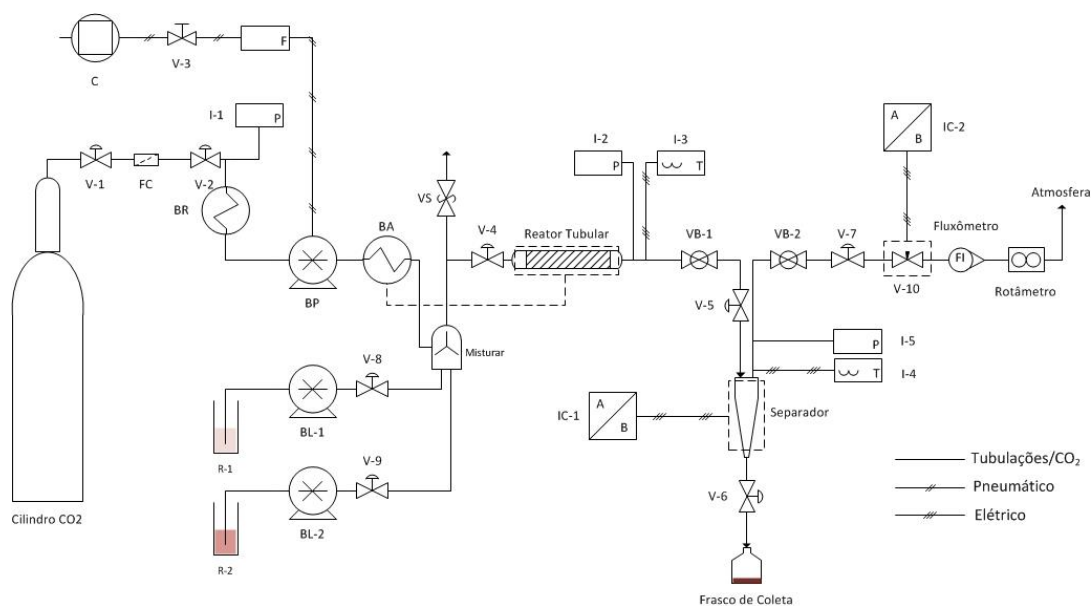 C
V-3
F
I-1
P
V-1
FC
V-2
BR
BP
BA
VS
V-4
Reator Tubular
I-2
P
I-3
T
VB-1
VB-2
V-7
A
B
IC-2
V-10
Fluxômetro
FI
Rotâmetro
Atmosfera
V-5
I-5
P
I-4
T
Misturar
V-8
BL-1
R-1
V-9
BL-2
R-2
Cilindro CO2
IC-1
A
B
Separador
V-6
Frasco de Coleta
Tubulações/CO₂
Pneumático
Elétrico